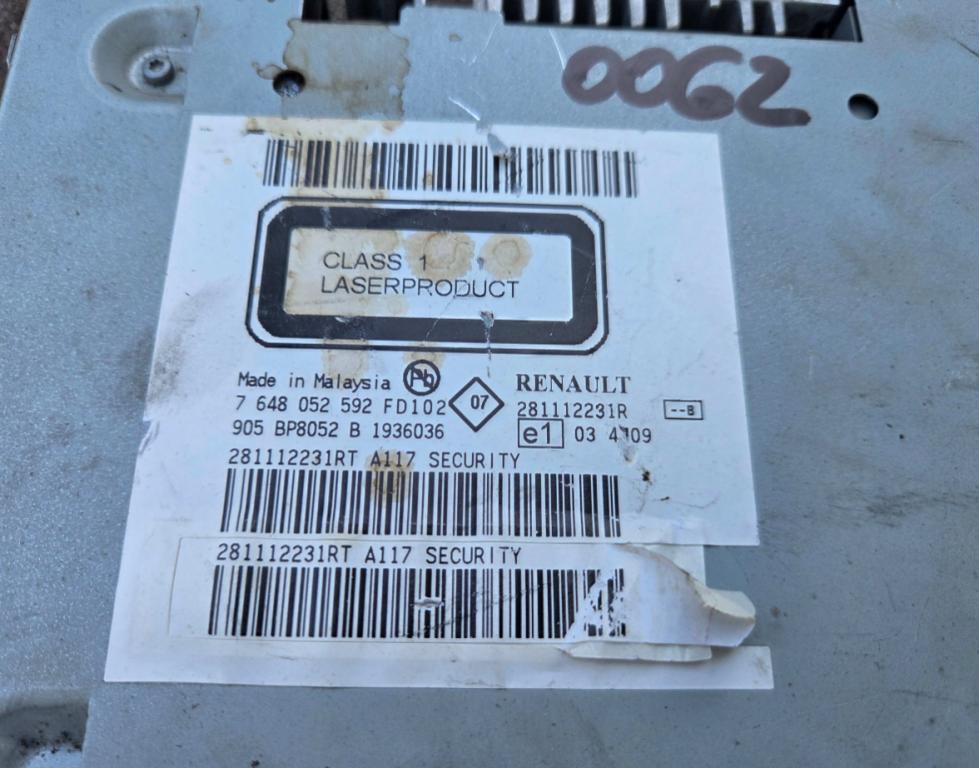 0062
CLASS 1
LASERPRODUCT
Made in Malaysia Pb RENAULT
7 648 052 592 FD102 07 281112231R --B
905 BP8052 B 1936036 e1 03 4709
281112231RT A117 SECURITY
281112231RT A117 SECURITY